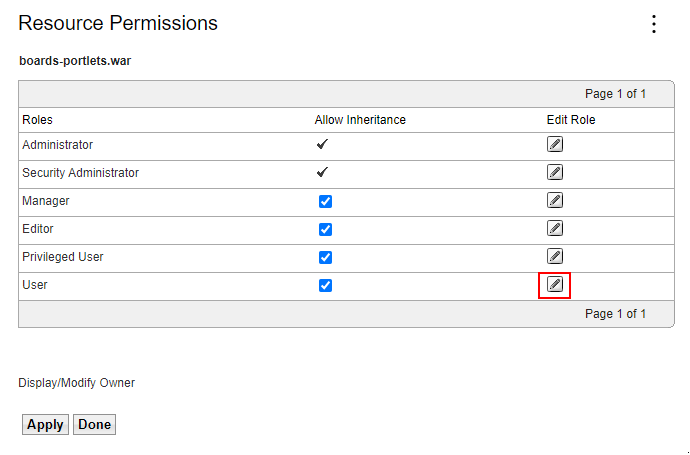 Resource Permissions
boards-portlets.war
Page 1 of 1
Roles Allow Inheritance Edit Role
Administrator
Security Administrator
Manager
Editor
Privileged User
User
Page 1 of 1
Display/Modify Owner
Apply Done